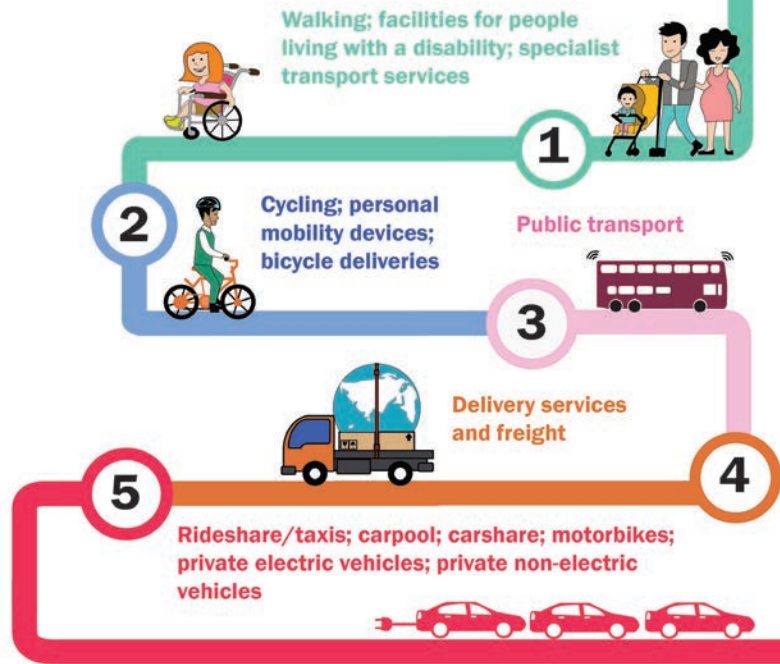 Walking; facilities for people
living with a disability; specialist
transport services
1
2
Cycling; personal
mobility devices;
bicycle deliveries
Public transport
3
Delivery services
and freight
4
5
Rideshare/taxis; carpool; carshare; motorbikes;
private electric vehicles; private non-electric
vehicles